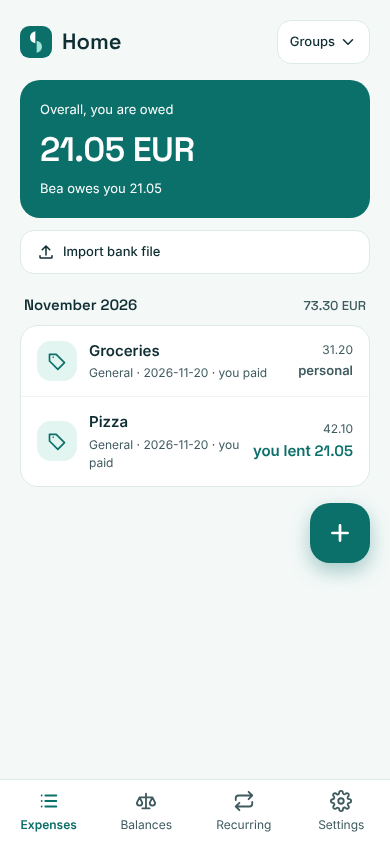 Home
Groups
Overall, you are owed
21.05 EUR
Bea owes you 21.05
Import bank file
November 2026
73.30 EUR
Groceries
31.20
General · 2026-11-20 · you paid
personal
Pizza
42.10
General · 2026-11-20 · you
paid
you lent 21.05
Expenses
Balances
Recurring
Settings